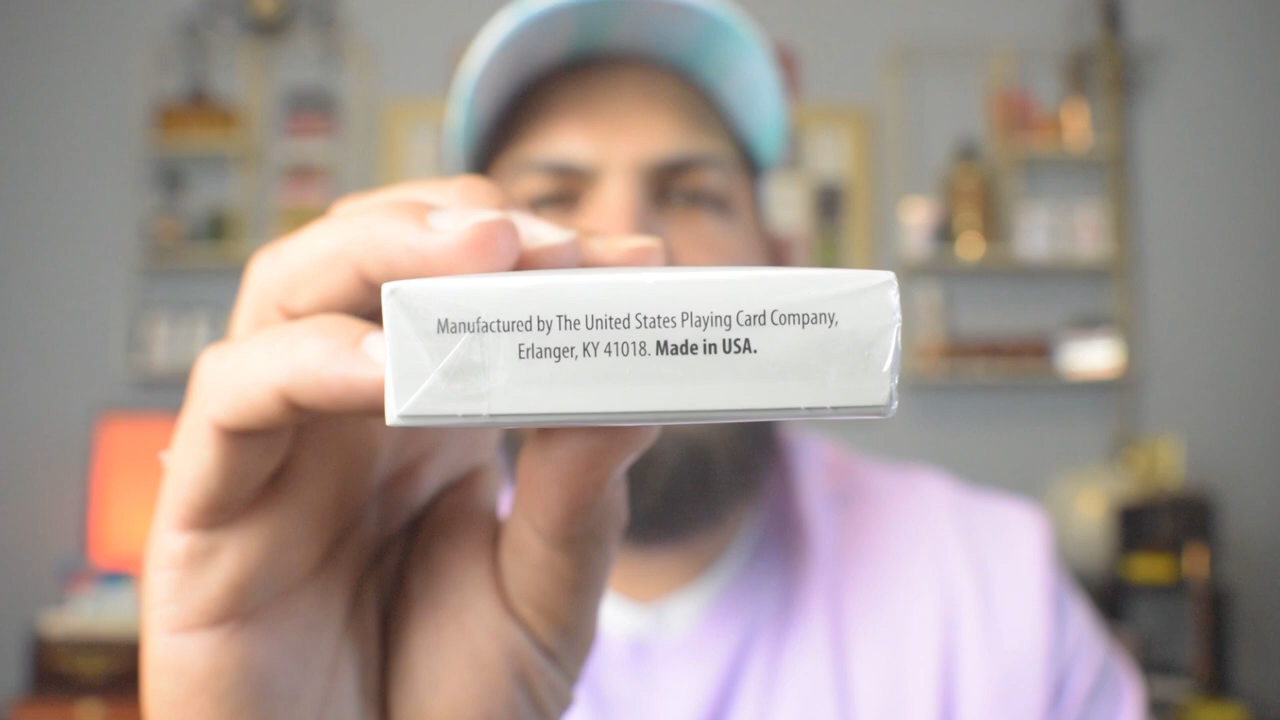 Manufactured by The United States Playing Card Company,
Erlanger, KY 41018. Made in USA.